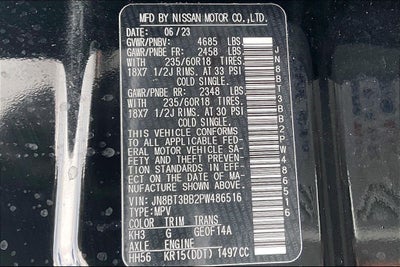 MFD BY NISSAN MOTOR CO.,LTD.
DATE: 06/23
GVWR/PNBV: 4685 LBS
GAWR/PNBE FR: 2458 LBS
WITH 235/60R18 TIRES,
18X7 1/2J RIMS, AT 33 PSI
COLD SINGLE.
GAWR/PNBE RR: 2348 LBS
WITH 235/60R18 TIRES,
18X7 1/2J RIMS, AT 30 PSI
COLD SINGLE.
THIS VEHICLE CONFORMS
TO ALL APPLICABLE FED
ERAL MOTOR VEHICLE SA-
FETY AND THEFT PREVEN-
TION STANDARDS IN EFFE-
CT ON THE DATE OF MA-
NUFACTURE SHOWN ABOVE.
VIN: JN8BT3BB2PW486516
TYPE:MPV
COLOR TRIM TRANS
KH3 G GE0F14A
AXLE ENGINE
HH56 KR15(DDT) 1497CC
JN8BT3BB2PW486516